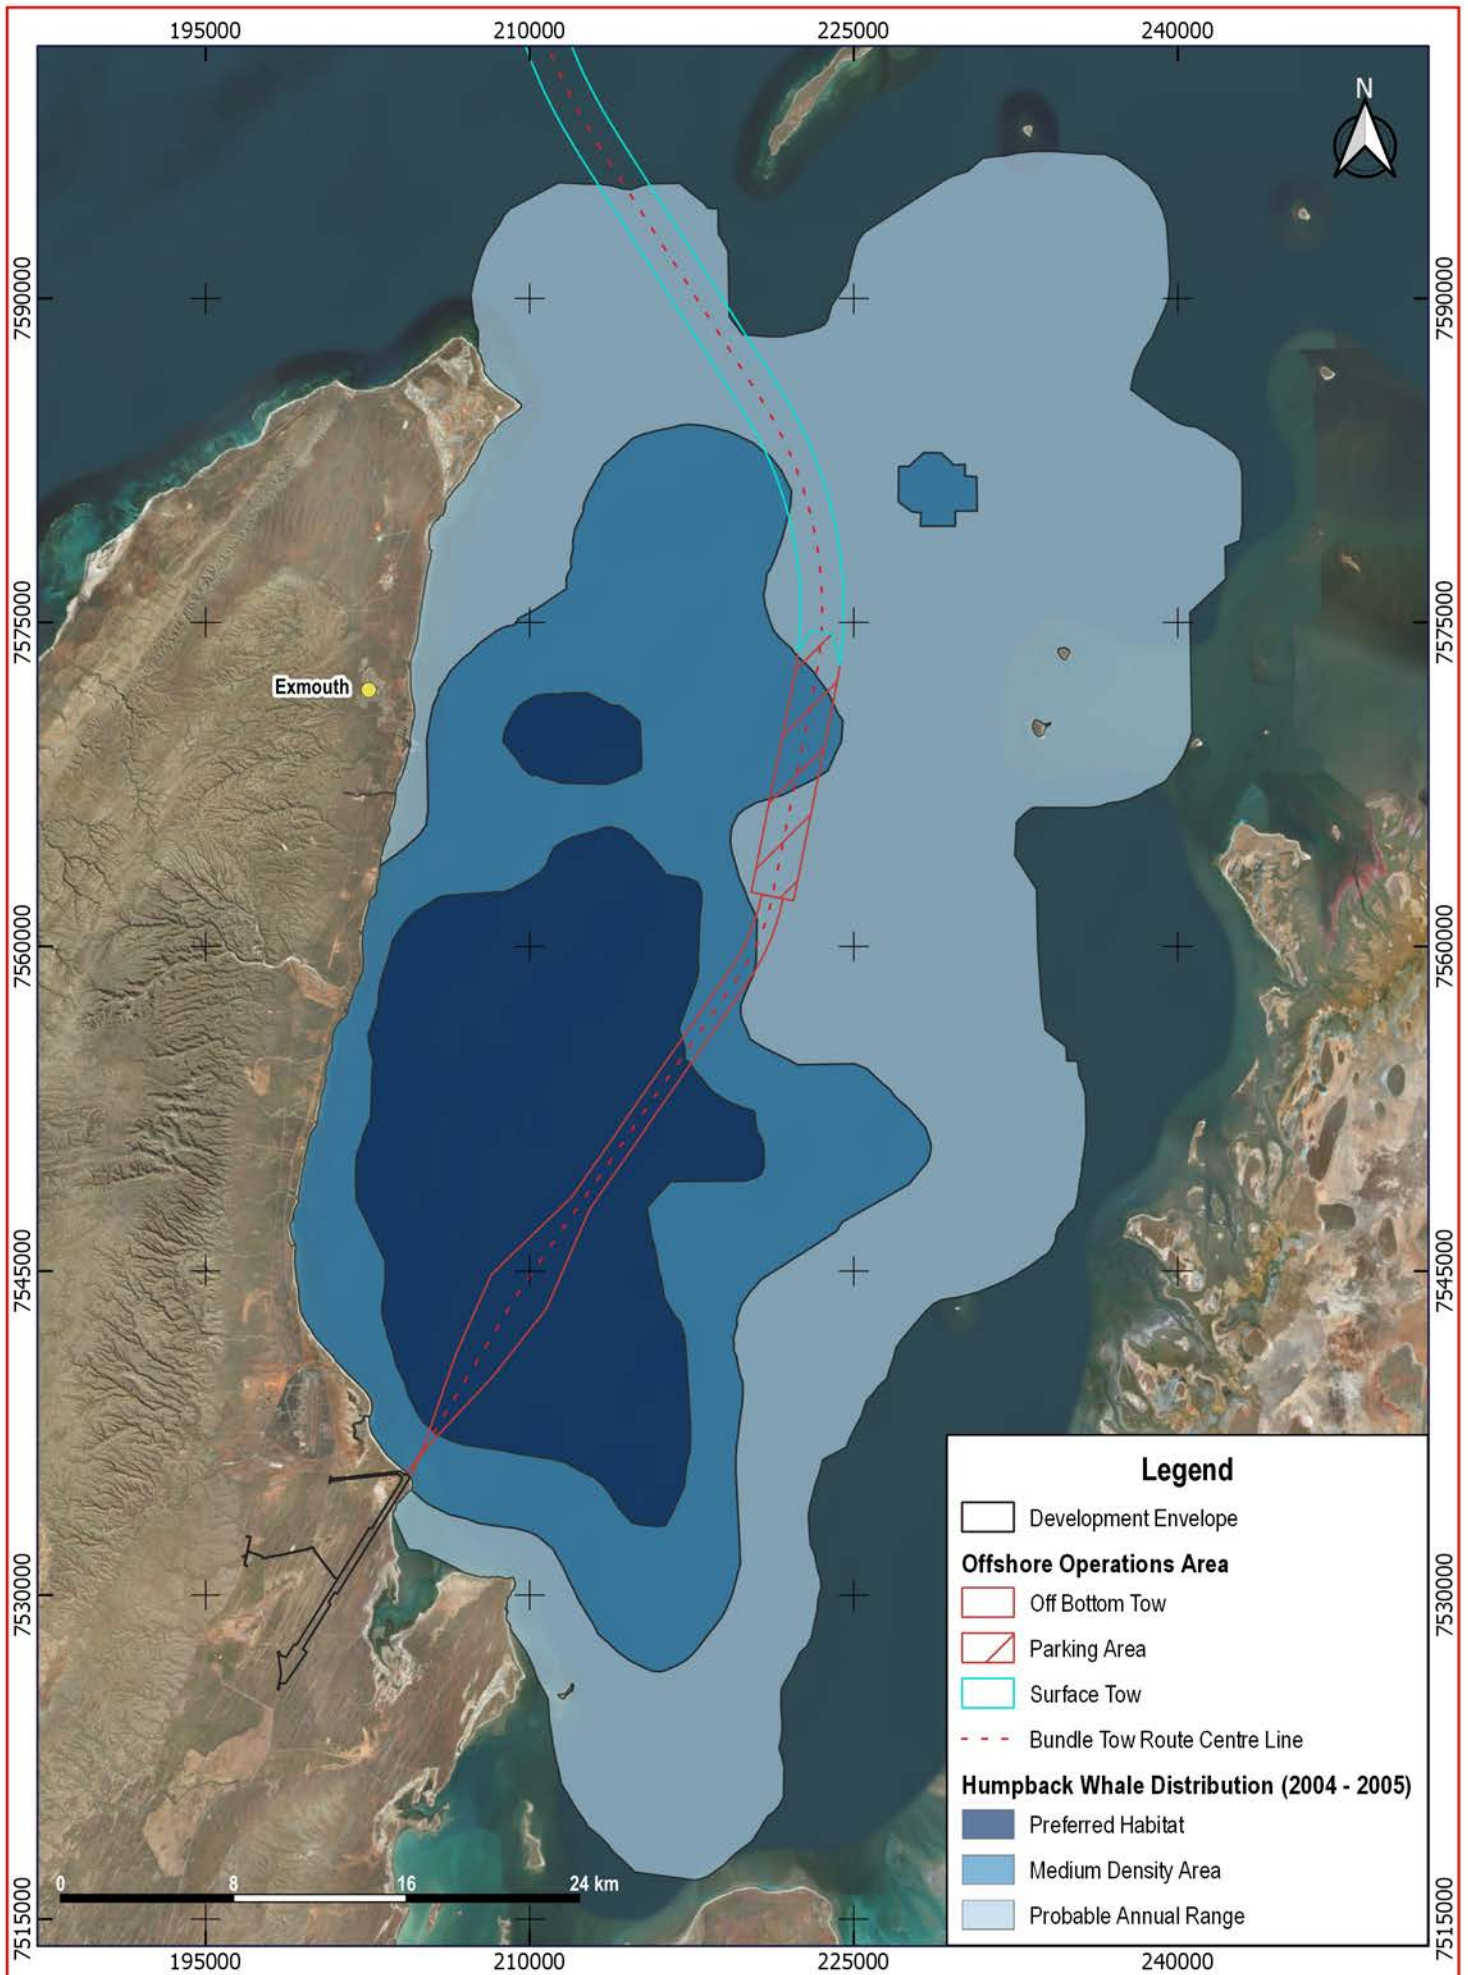 195000 210000 225000 240000
N
7590000 7590000
7575000 7575000
Exmouth
7560000 7560000
7545000 7545000
Legend
Development Envelope
Offshore Operations Area
Off Bottom Tow
Parking Area
Surface Tow
Bundle Tow Route Centre Line
Humpback Whale Distribution (2004 - 2005)
Preferred Habitat
Medium Density Area
Probable Annual Range
7530000 7530000
0 8 16 24 km
7515000 7515000
195000 210000 225000 240000